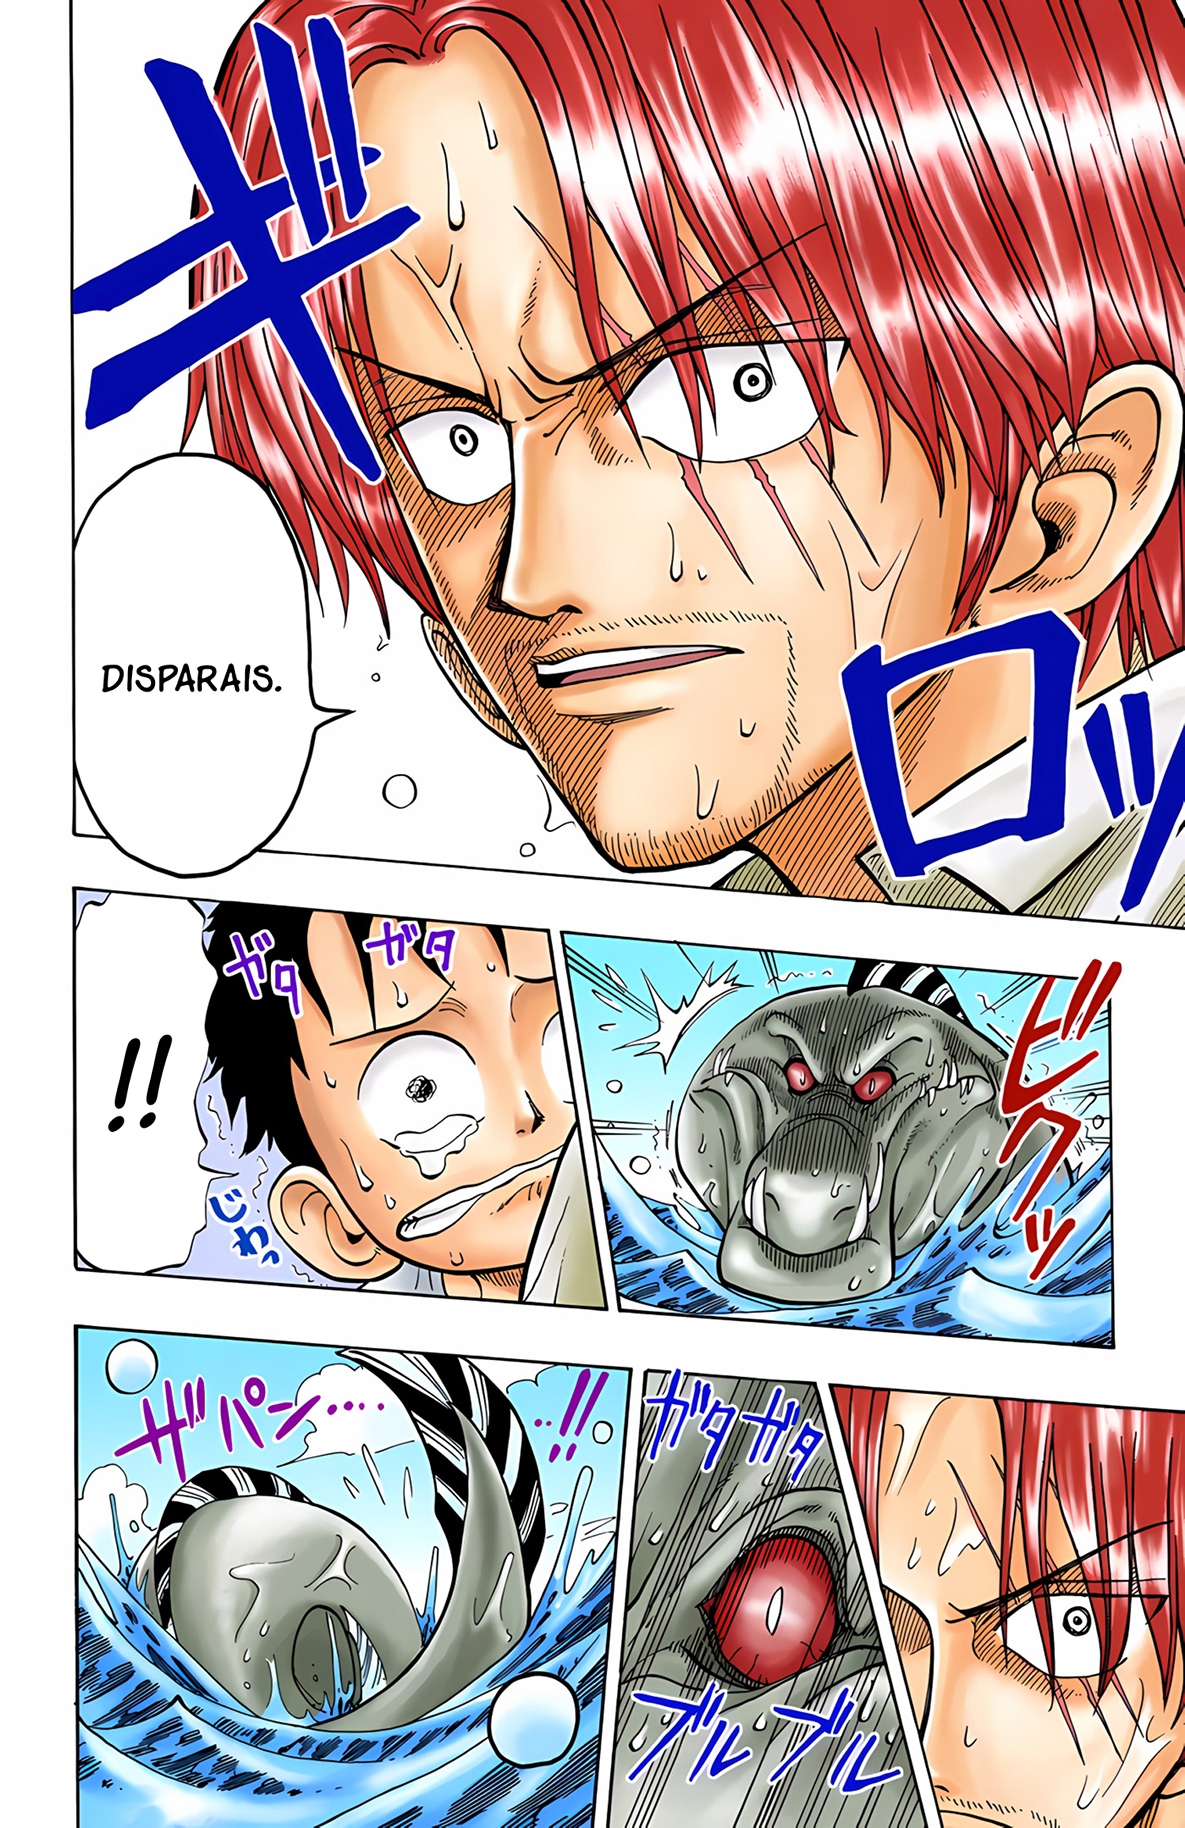 ギ
ロッ
DISPARAIS.
ビクッ
ガタ
ガタ
!!
じわっ
ガタガタ
ブルブル
..!!
ザパン....